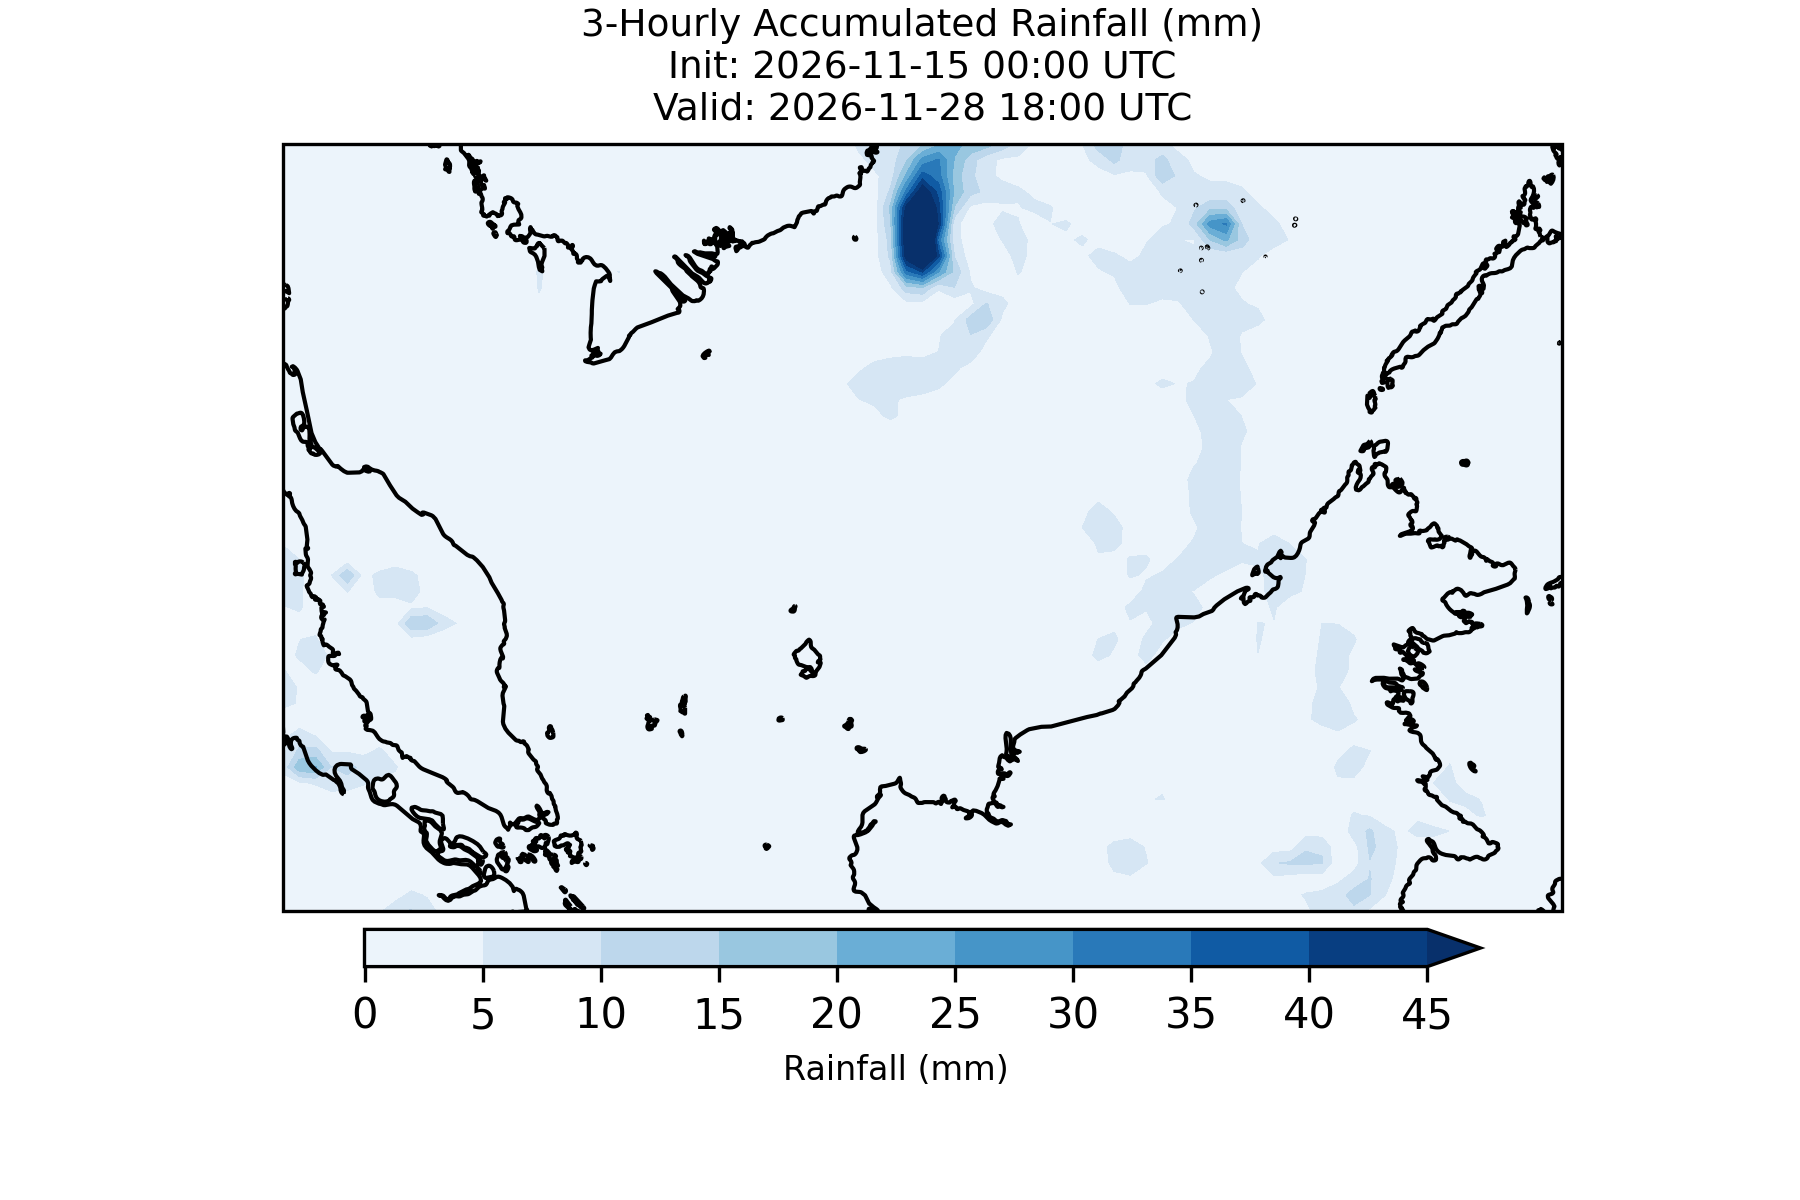 3-Hourly Accumulated Rainfall (mm)
Init: 2026-11-15 00:00 UTC
Valid: 2026-11-28 18:00 UTC
0 5 10 15 20 25 30 35 40 45
Rainfall (mm)